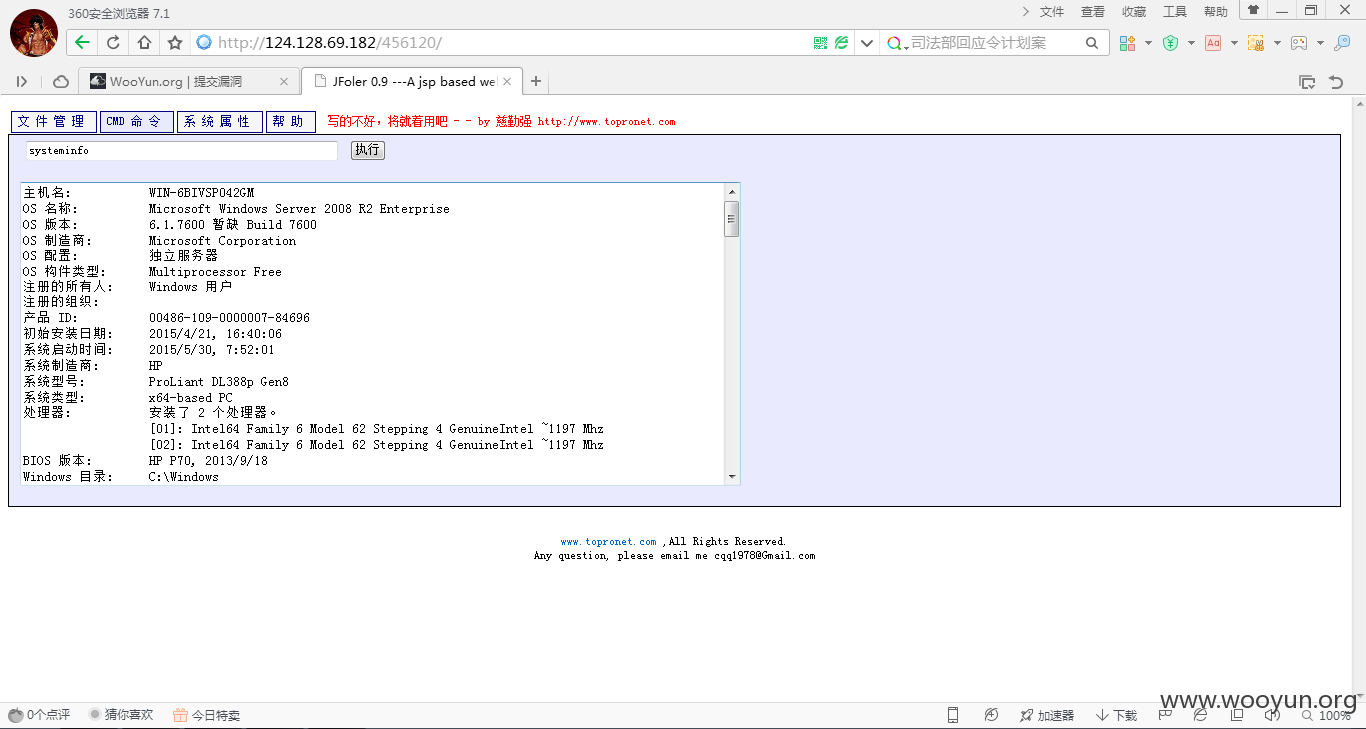 360安全浏览器 7.1
文件 查看 收藏 工具 帮助
http://124.128.69.182/456120/
司法部回应令计划案
WooYun.org | 提交漏洞
JFoler 0.9 ---A jsp based we
文件管理 CMD命令 系统属性 帮助 写的不好，将就着用吧 - - by 慈勤强 http://www.topronet.com
systeminfo 执行
主机名: WIN-6BIVSPO42GM
OS 名称: Microsoft Windows Server 2008 R2 Enterprise
OS 版本: 6.1.7600 暂缺 Build 7600
OS 制造商: Microsoft Corporation
OS 配置: 独立服务器
OS 构件类型: Multiprocessor Free
注册的所有人: Windows 用户
注册的组织:
产品 ID: 00486-109-0000007-84696
初始安装日期: 2015/4/21, 16:40:06
系统启动时间: 2015/5/30, 7:52:01
系统制造商: HP
系统型号: ProLiant DL388p Gen8
系统类型: x64-based PC
处理器: 安装了 2 个处理器。
[01]: Intel64 Family 6 Model 62 Stepping 4 GenuineIntel ~1197 Mhz
[02]: Intel64 Family 6 Model 62 Stepping 4 GenuineIntel ~1197 Mhz
BIOS 版本: HP P70, 2013/9/18
Windows 目录: C:\Windows
www.topronet.com ,All Rights Reserved.
Any question, please email me cqq1978@Gmail.com
www.wooyun.org
0个点评 猜你喜欢 今日特卖 加速器 下载 100%